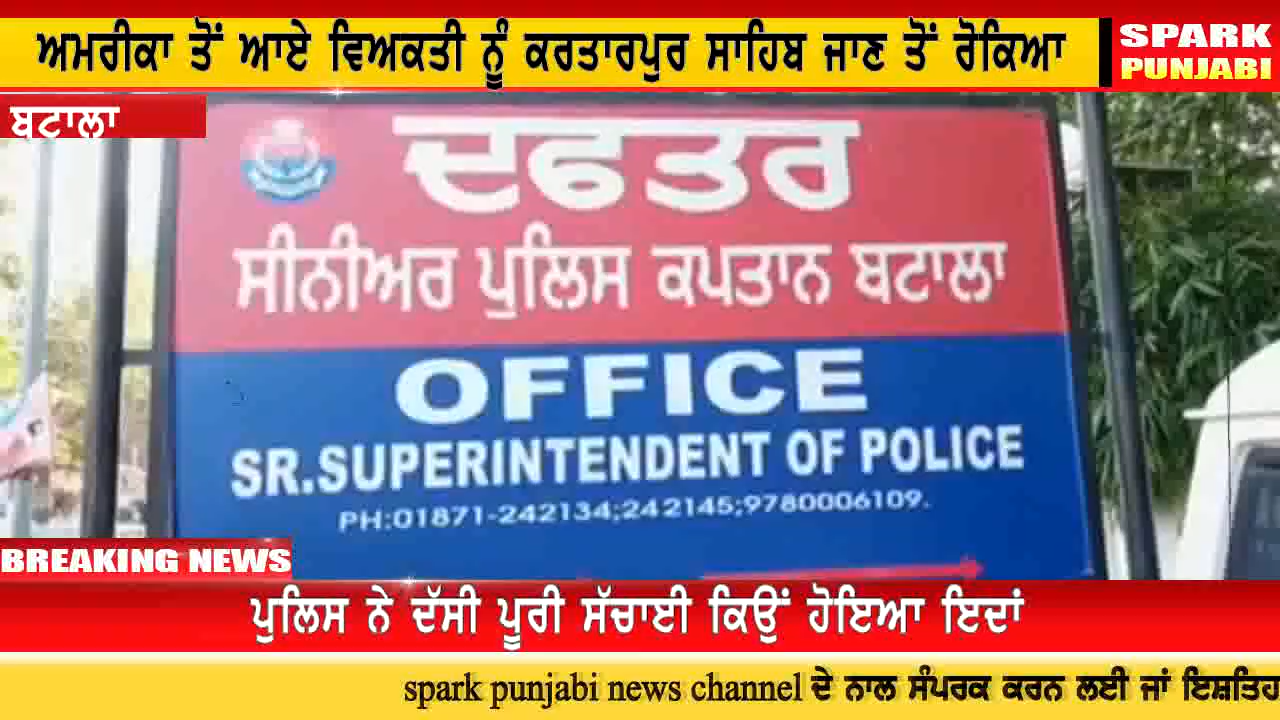 ਅਮਰੀਕਾ ਤੋਂ ਆਏ ਵਿਅਕਤੀ ਨੂੰ ਕਰਤਾਰਪੁਰ ਸਾਹਿਬ ਜਾਣ ਤੋਂ ਰੋਕਿਆ
SPARK
PUNJABI
ਬਟਾਲਾ
ਦਫਤਰ
ਸੀਨੀਅਰ ਪੁਲਿਸ ਕਪਤਾਨ ਬਟਾਲਾ
OFFICE
SR.SUPERINTENDENT OF POLICE
PH:01871-242134;242145;9780006109.
BREAKING NEWS
ਪੁਲਿਸ ਨੇ ਦੱਸੀ ਪੂਰੀ ਸੱਚਾਈ ਕਿਉਂ ਹੋਇਆ ਇਦਾਂ
spark punjabi news channel ਦੇ ਨਾਲ ਸੰਪਰਕ ਕਰਨ ਲਈ ਜਾਂ ਇਸ਼ਤਿਹ